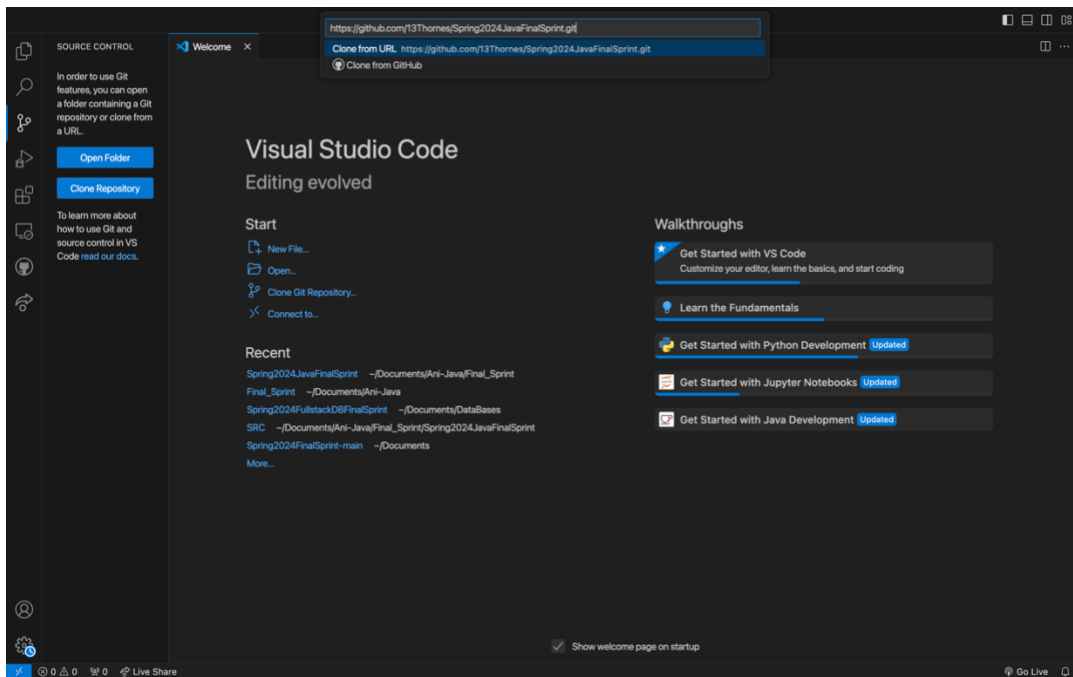 https://github.com/13Thornes/Spring2024JavaFinalSprint.git
Clone from URL https://github.com/13Thornes/Spring2024JavaFinalSprint.git
Clone from GitHub
SOURCE CONTROL
In order to use Git
features, you can open
a folder containing a Git
repository or clone from
a URL.
Open Folder
Clone Repository
To learn more about
how to use Git and
source control in VS
Code read our docs.
Welcome
Visual Studio Code
Editing evolved
Start
New File...
Open...
Clone Git Repository...
Connect to...
Recent
Spring2024JavaFinalSprint ~/Documents/Ani-Java/Final_Sprint
Final_Sprint ~/Documents/Ani-Java
Spring2024FullstackDBFinalSprint ~/Documents/DataBases
SRC ~/Documents/Ani-Java/Final_Sprint/Spring2024JavaFinalSprint
Spring2024FinalSprint-main ~/Documents
More...
Walkthroughs
Get Started with VS Code
Customize your editor, learn the basics, and start coding
Learn the Fundamentals
Get Started with Python Development Updated
Get Started with Jupyter Notebooks Updated
Get Started with Java Development Updated
Show welcome page on startup
0 0 0 Live Share
Go Live